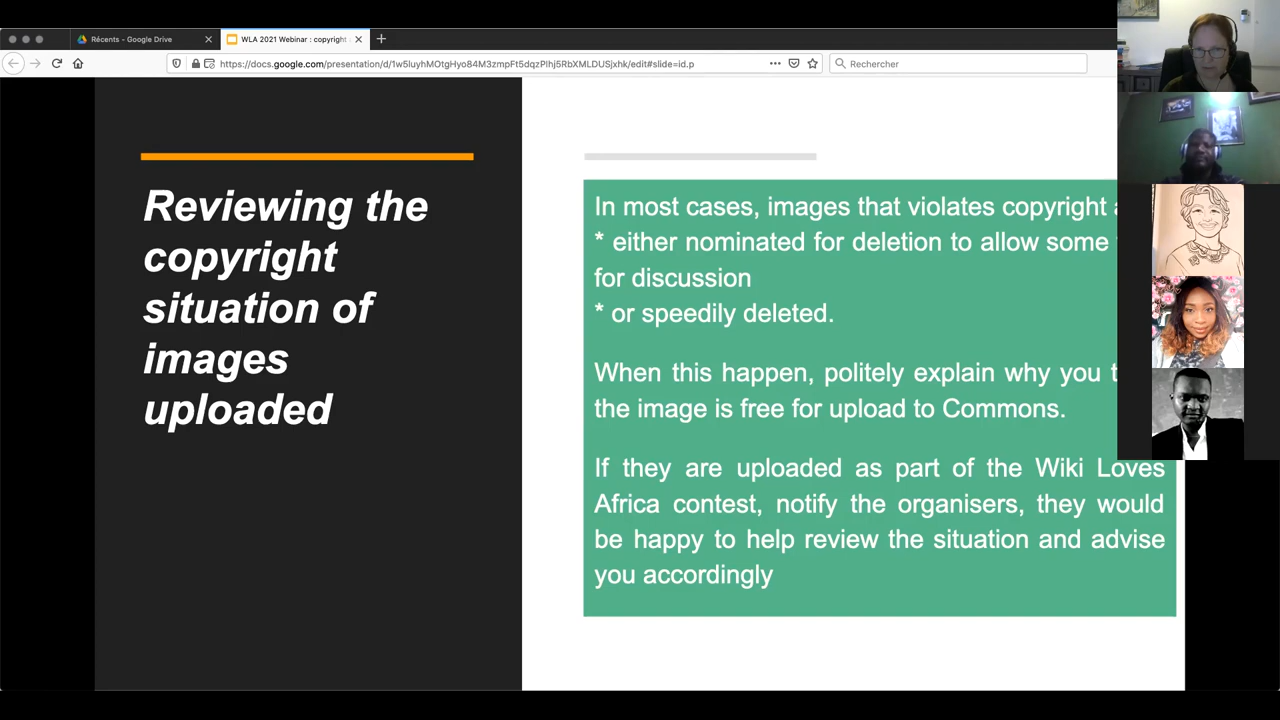 Récents - Google Drive
WLA 2021 Webinar : copyright
https://docs.google.com/presentation/d/1w5IuyhMOtgHyo84M3zmpFt5dqzPlhj5RbXMLDUSjxhk/edit#slide=id.p
Rechercher
Reviewing the
copyright
situation of
images
uploaded
In most cases, images that violates copyright
* either nominated for deletion to allow some
for discussion
* or speedily deleted.
When this happen, politely explain why you
the image is free for upload to Commons.
If they are uploaded as part of the Wiki Loves
Africa contest, notify the organisers, they would
be happy to help review the situation and advise
you accordingly